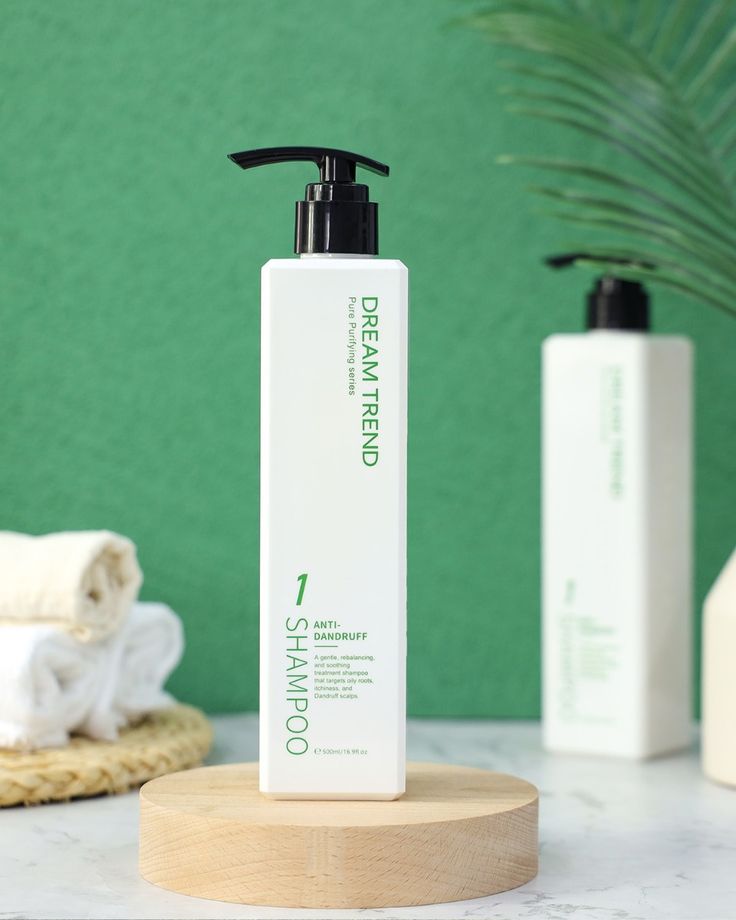 DREAM TREND
Pure Purifying series
1
SHAMPOO
ANTI-
DANDRUFF
A gentle, rebalancing,
and soothing
treatment shampoo
that targets oily roots,
itchiness, and
Dandruff scalps.
℮ 500ml/16.9fl oz